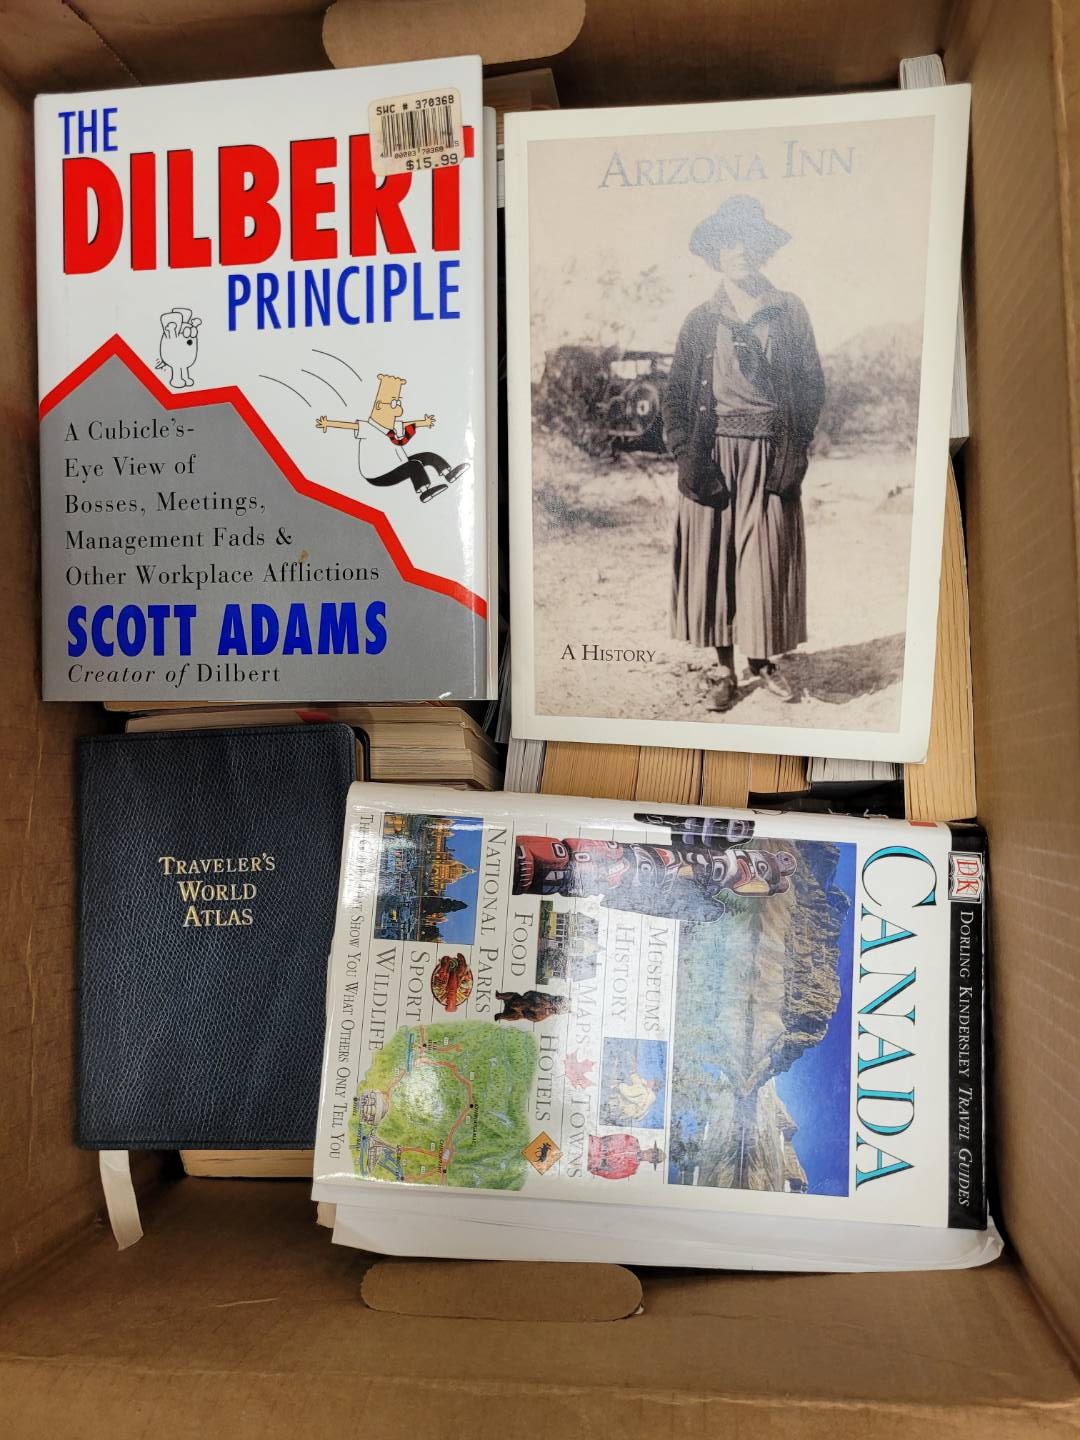 THE
DILBERT
PRINCIPLE
SWC # 370368
$15.99
A Cubicle's-
Eye View of
Bosses, Meetings,
Management Fads &
Other Workplace Afflictions
SCOTT ADAMS
Creator of Dilbert
ARIZONA INN
A HISTORY
TRAVELER'S
WORLD
ATLAS
DK
DORLING KINDERSLEY TRAVEL GUIDES
CANADA
MUSEUMS
HISTORY
MAPS
TOWNS
FOOD
HOTELS
NATIONAL PARKS
SPORT
WILDLIFE
SHOW YOU WHAT OTHERS ONLY TELL YOU